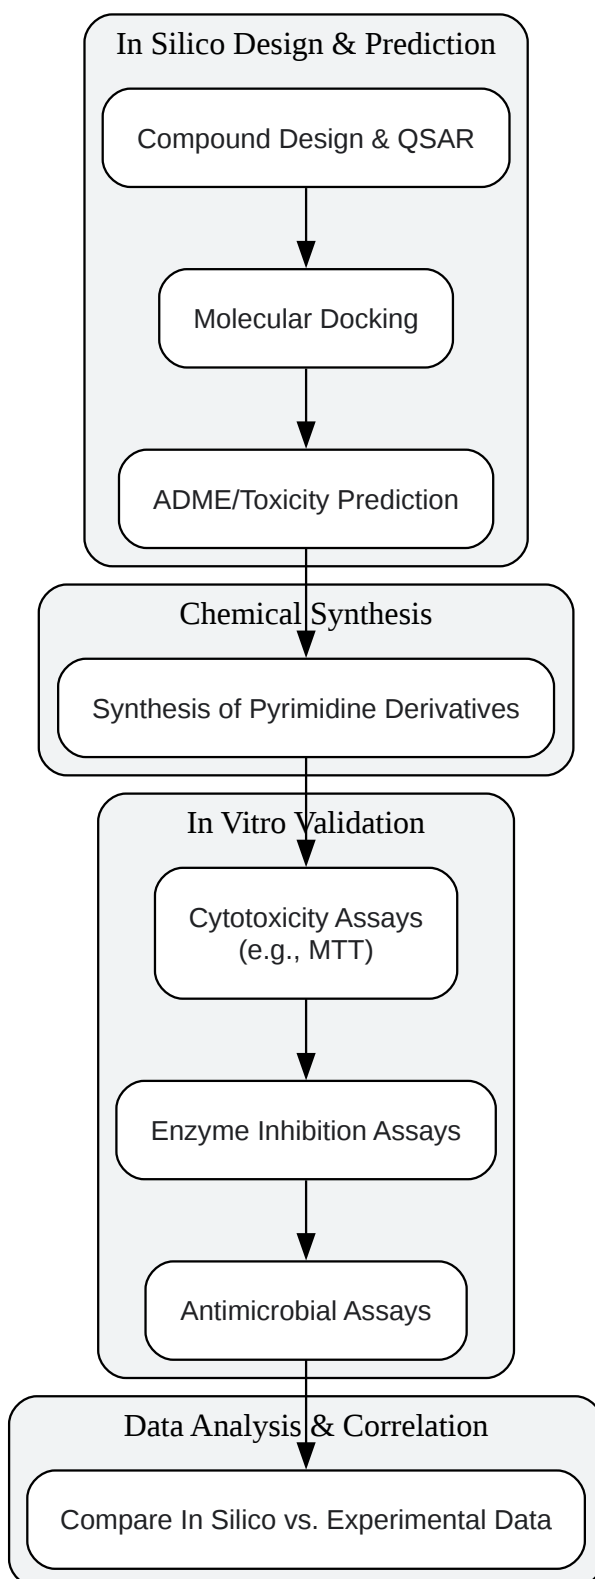 In Silico Design & Prediction
Compound Design & QSAR
Molecular Docking
ADME/Toxicity Prediction
Chemical Synthesis
Synthesis of Pyrimidine Derivatives
In Vitro Validation
Cytotoxicity Assays
(e.g., MTT)
Enzyme Inhibition Assays
Antimicrobial Assays
Data Analysis & Correlation
Compare In Silico vs. Experimental Data